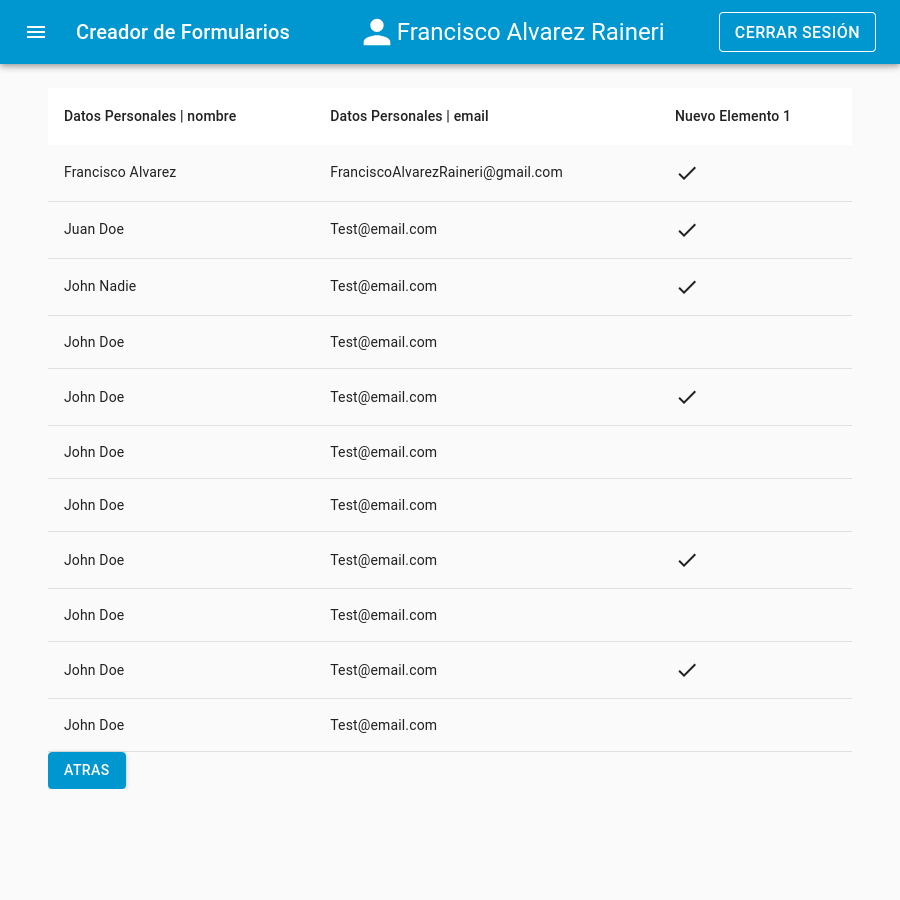 Creador de Formularios Francisco Alvarez Raineri CERRAR SESIÓN
Datos Personales | nombre Datos Personales | email Nuevo Elemento 1
Francisco Alvarez FranciscoAlvarezRaineri@gmail.com
Juan Doe Test@email.com
John Nadie Test@email.com
John Doe Test@email.com
John Doe Test@email.com
John Doe Test@email.com
John Doe Test@email.com
John Doe Test@email.com
John Doe Test@email.com
John Doe Test@email.com
John Doe Test@email.com
ATRAS